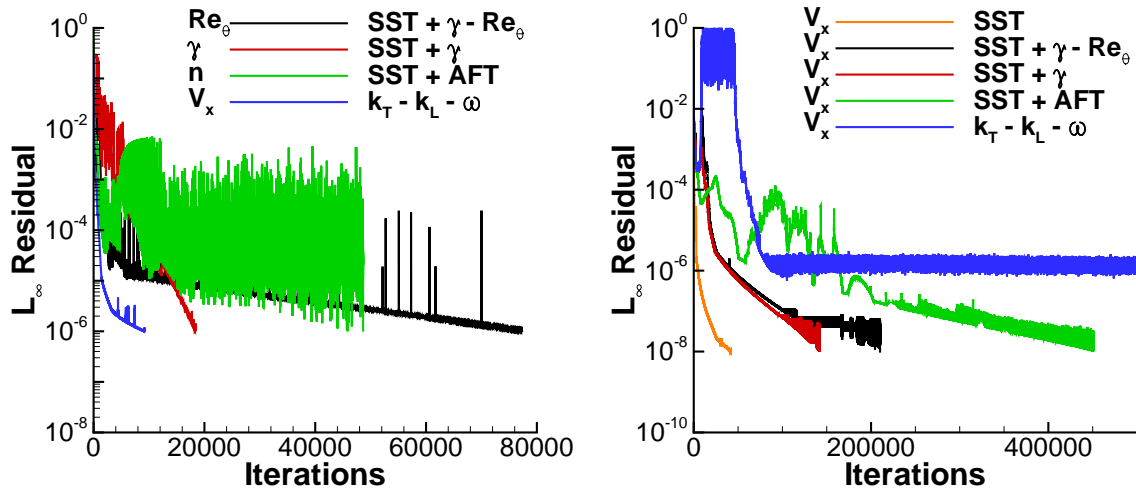 Re_θ SST + γ - Re_θ
γ SST + γ
n SST + AFT
V_x k_T - k_L - ω
10^0
10^-2
10^-4
10^-6
10^-8
L_∞ Residual
0 20000 40000 60000 80000
Iterations
V_x SST
V_x SST + γ - Re_θ
V_x SST + γ
V_x SST + AFT
V_x k_T - k_L - ω
10^0
10^-2
10^-4
10^-6
10^-8
10^-10
L_∞ Residual
0 200000 400000
Iterations